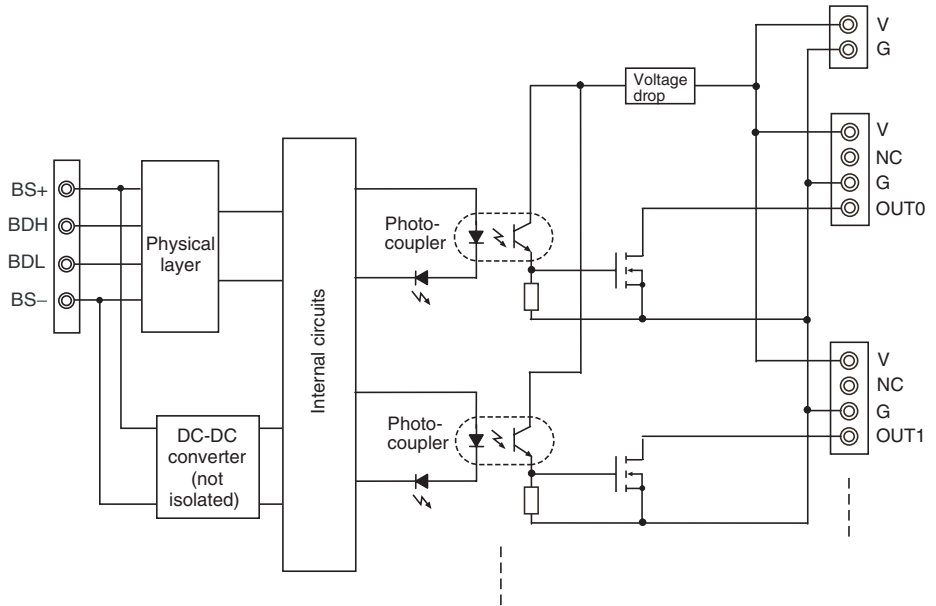 V
G
Voltage
drop
V
NC
G
OUT0
BS+
BDH
BDL
BS–
Physical
layer
Internal circuits
Photo-
coupler
V
NC
G
OUT1
Photo-
coupler
DC-DC
converter
(not
isolated)